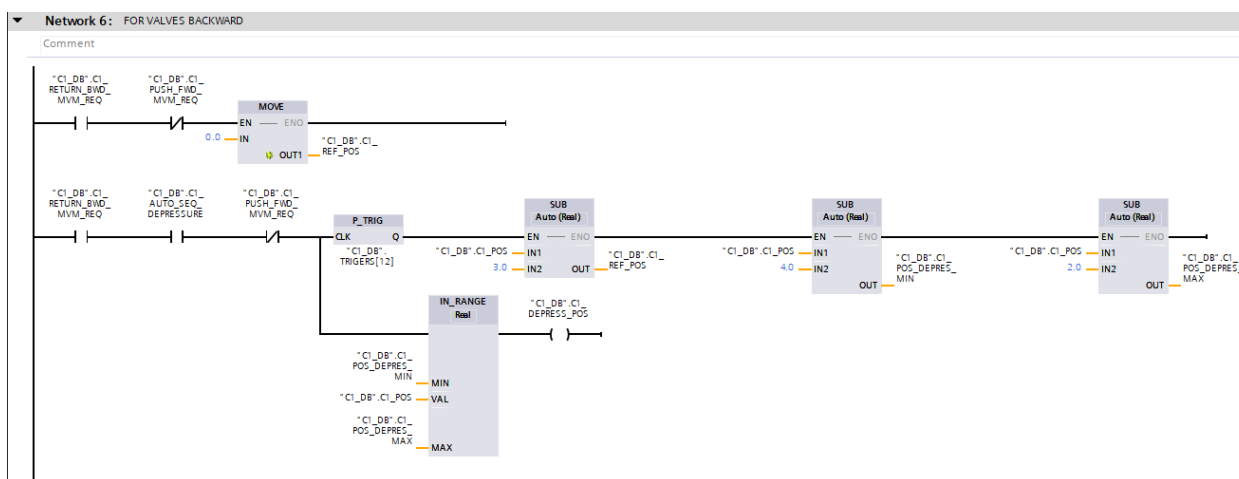 Network 6: FOR VALVES BACKWARD
Comment
"C1_DB".C1_
RETURN_BWD_
MVM_REQ
"C1_DB".C1_
PUSH_FWD_
MVM_REQ
MOVE
EN ENO
0.0 IN
OUT1
"C1_DB".C1_
REF_POS
"C1_DB".C1_
RETURN_BWD_
MVM_REQ
"C1_DB".C1_
AUTO_SEQ_
DEPRESSURE
"C1_DB".C1_
PUSH_FWD_
MVM_REQ
P_TRIG
CLK Q
"C1_DB".
TRIGERS[12]
SUB
Auto (Real)
EN ENO
"C1_DB".C1_POS IN1
3.0 IN2 OUT
"C1_DB".C1_
REF_POS
SUB
Auto (Real)
EN ENO
"C1_DB".C1_POS IN1
4.0 IN2
OUT
"C1_DB".C1_
POS_DEPRES_
MIN
SUB
Auto (Real)
EN ENO
"C1_DB".C1_POS IN1
2.0 IN2
OUT
"C1_DB".C1_
POS_DEPRES_
MAX
IN_RANGE
Real
"C1_DB".C1_
DEPRESS_POS
"C1_DB".C1_
POS_DEPRES_
MIN
MIN
"C1_DB".C1_POS VAL
"C1_DB".C1_
POS_DEPRES_
MAX
MAX